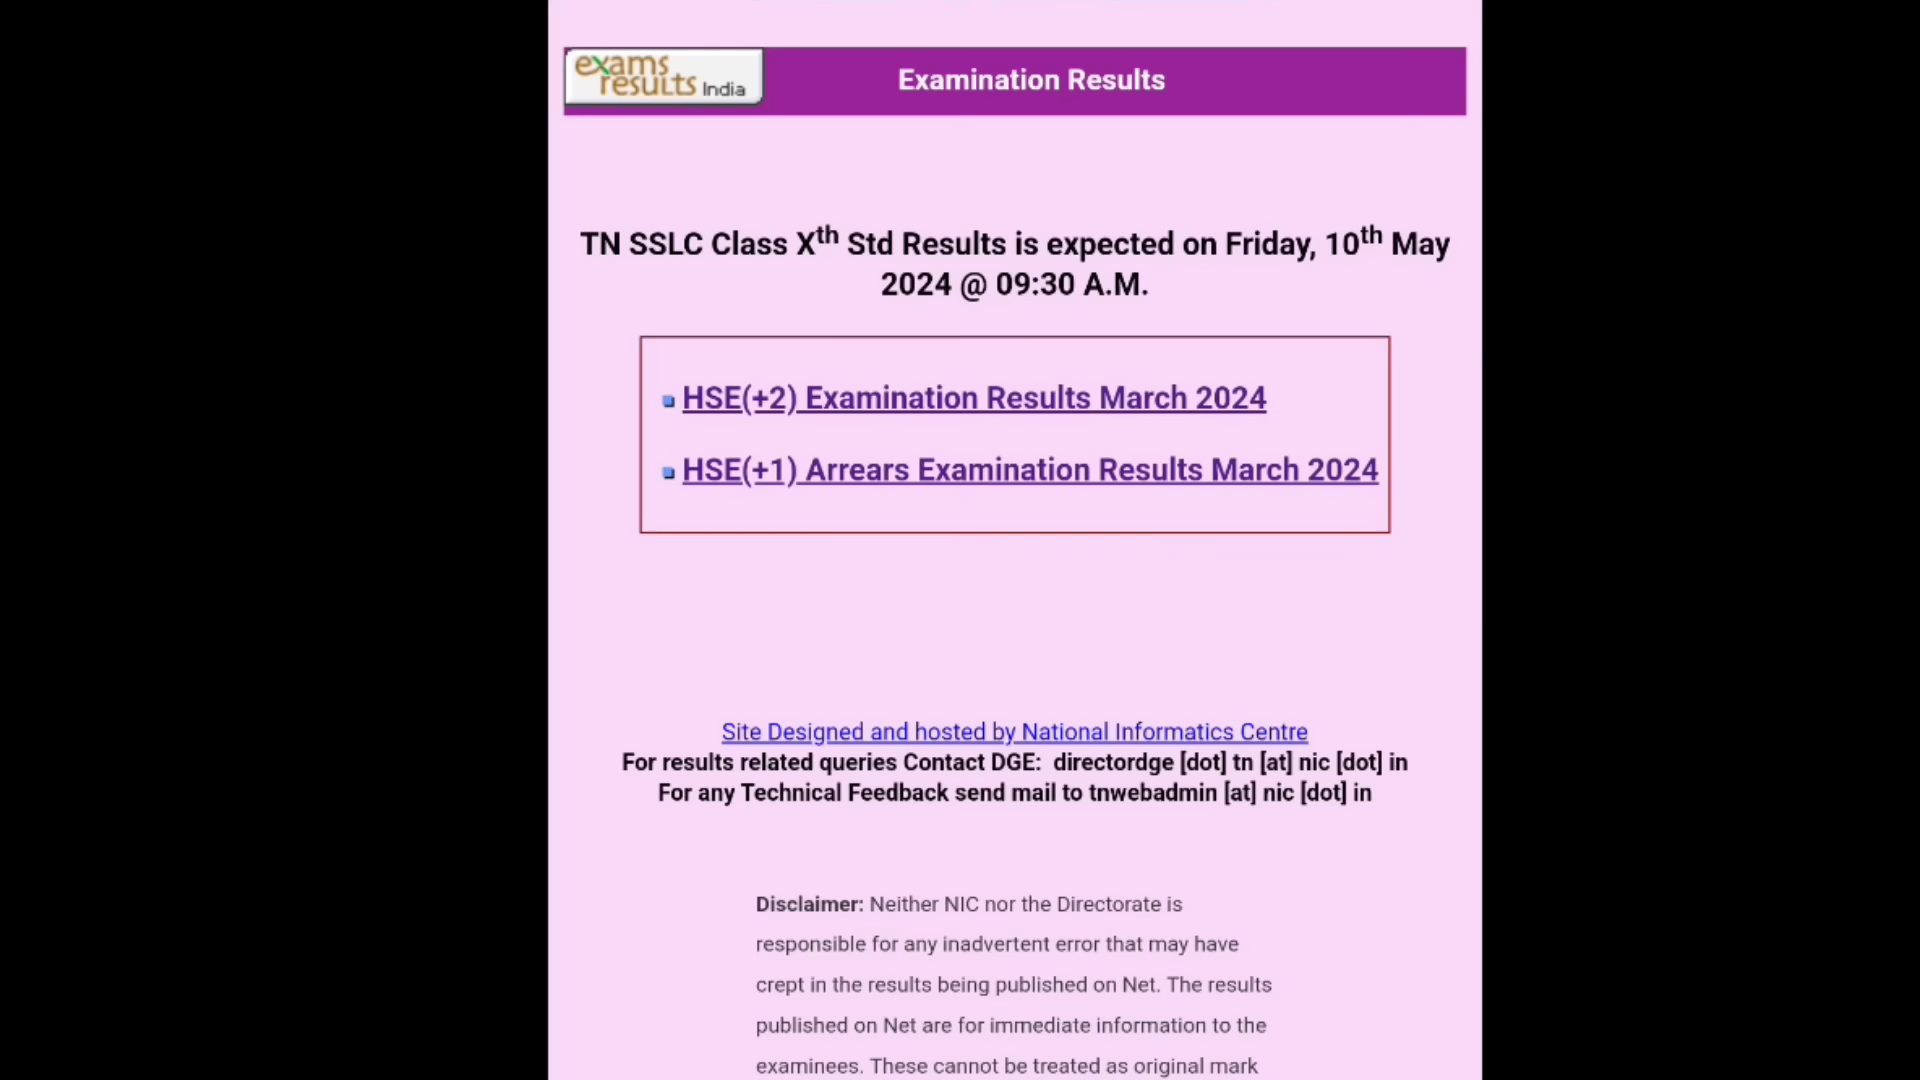 exams
results India
Examination Results
TN SSLC Class Xth Std Results is expected on Friday, 10th May
2024 @ 09:30 A.M.
HSE(+2) Examination Results March 2024
HSE(+1) Arrears Examination Results March 2024
Site Designed and hosted by National Informatics Centre
For results related queries Contact DGE:  directordge [dot] tn [at] nic [dot] in
For any Technical Feedback send mail to tnwebadmin [at] nic [dot] in
Disclaimer: Neither NIC nor the Directorate is
responsible for any inadvertent error that may have
crept in the results being published on Net. The results
published on Net are for immediate information to the
examinees. These cannot be treated as original mark